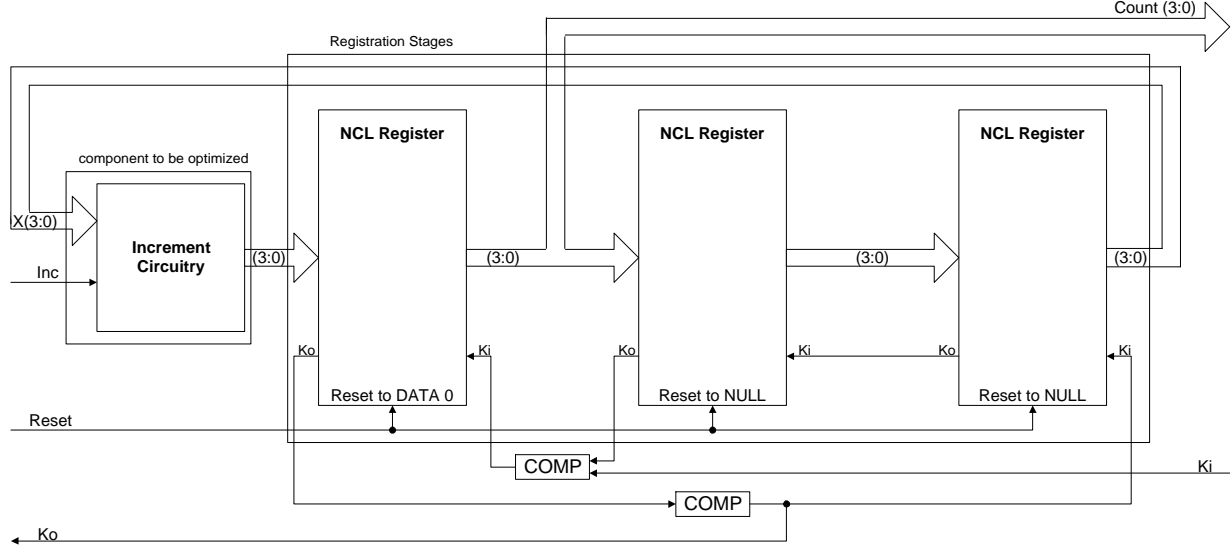 Count (3:0)
Registration Stages
NCL Register
NCL Register
NCL Register
component to be optimized
X(3:0)
Increment
Circuitry
(3:0)
(3:0)
(3:0)
(3:0)
Inc
Ko
Ki
Ko
Ki
Ko
Ki
Reset to DATA 0
Reset to NULL
Reset to NULL
Reset
COMP
Ki
COMP
Ko